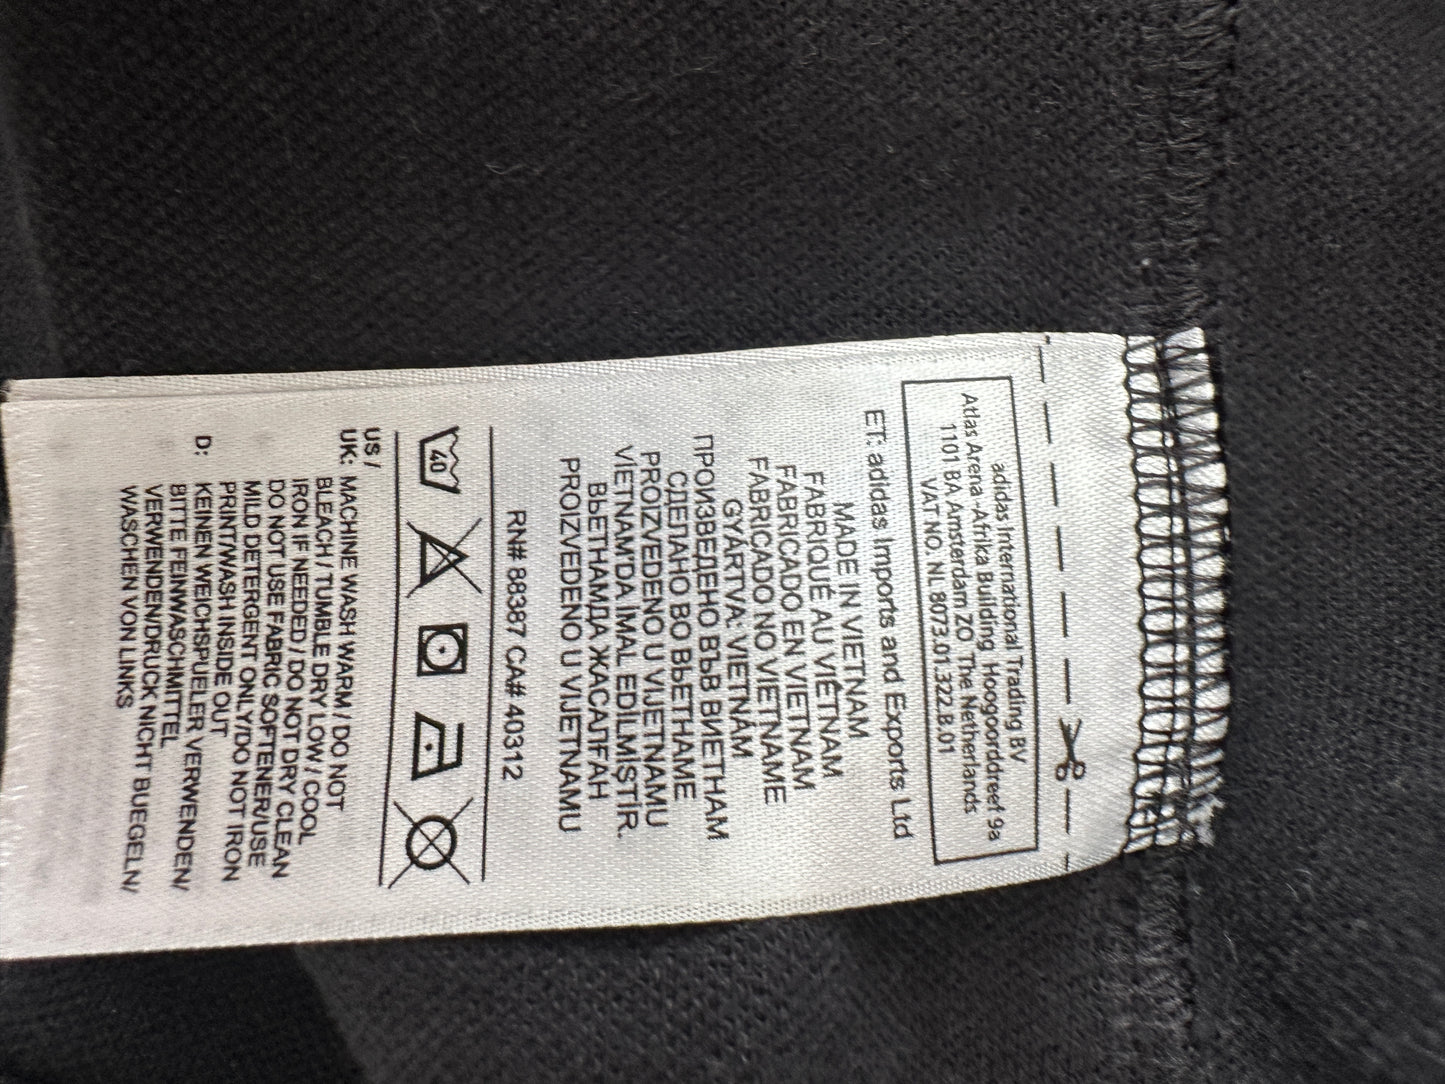 adidas International Trading BV
Atlas Arena -Afrika Building Hoogoorddreef 9a
1101 BA Amsterdam ZO The Netherlands
VAT NO. NL 8073.01.322.B.01
ET: adidas Imports and Exports Ltd
MADE IN VIETNAM
FABRIQUÉ AU VIÊTNAM
FABRICADO EN VIETNAM
FABRICADO NO VIETNAME
GYÁRTVA: VIETNÁM
ПРОИЗВЕДЕНО ВЪВ ВИЕТНАМ
СДЕЛАНО ВО ВЬЕТНАМЕ
PROIZVEDENO U VIJETNAMU
VİETNAM'DA İMAL EDİLMİŞTİR.
ВЬЕТНАМДА ЖАСАЛҒАН
PROIZVEDENO U VIJETNAMU
RN# 88387 CA# 40312
40
US /
UK: MACHINE WASH WARM / DO NOT
BLEACH / TUMBLE DRY LOW / COOL
IRON IF NEEDED / DO NOT DRY CLEAN
DO NOT USE FABRIC SOFTENER/USE
MILD DETERGENT ONLY/DO NOT IRON
PRINT/WASH INSIDE OUT
D: KEINEN WEICHSPUELER VERWENDEN/
BITTE FEINWASCHMITTEL
VERWENDEN/DRUCK NICHT BUEGELN/
WASCHEN VON LINKS